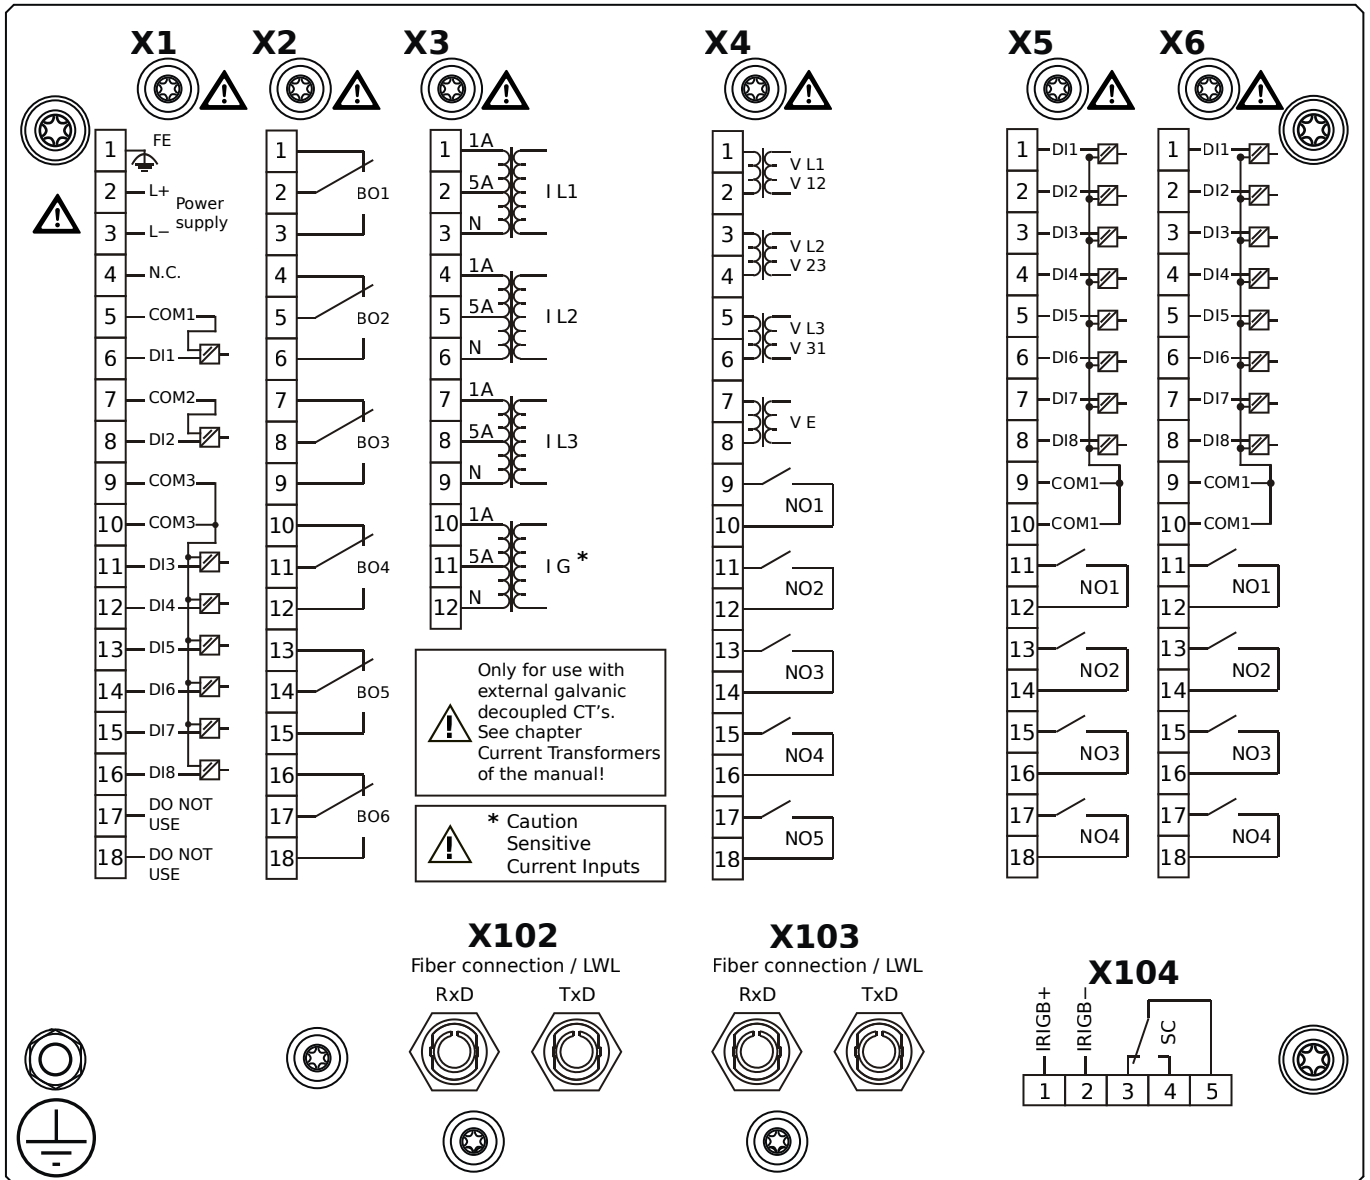 X1 X2 X3 X4 X5 X6
1 FE
2 L+ Power
supply
3 L−
4 N.C.
5 COM1
6 DI1
7 COM2
8 DI2
9 COM3
10 COM3
11 DI3
12 DI4
13 DI5
14 DI6
15 DI7
16 DI8
17 DO NOT
USE
18 DO NOT
USE
1
2 BO1
3
4
5 BO2
6
7
8 BO3
9
10
11 BO4
12
13
14 BO5
15
16
17 BO6
18
1 1A
2 5A I L1
3 N
4 1A
5 5A I L2
6 N
7 1A
8 5A I L3
9 N
10 1A
11 5A I G *
12 N
Only for use with
external galvanic
decoupled CT's.
See chapter
Current Transformers
of the manual!
* Caution
Sensitive
Current Inputs
1 V L1
2 V 12
3 V L2
4 V 23
5 V L3
6 V 31
7 V E
8
9 NO1
10
11 NO2
12
13 NO3
14
15 NO4
16
17 NO5
18
1 DI1
2 DI2
3 DI3
4 DI4
5 DI5
6 DI6
7 DI7
8 DI8
9 COM1
10 COM1
11 NO1
12
13 NO2
14
15 NO3
16
17 NO4
18
1 DI1
2 DI2
3 DI3
4 DI4
5 DI5
6 DI6
7 DI7
8 DI8
9 COM1
10 COM1
11 NO1
12
13 NO2
14
15 NO3
16
17 NO4
18
X102
Fiber connection / LWL
RxD TxD
X103
Fiber connection / LWL
RxD TxD
X104
IRIGB+ IRIGB− SC
1 2 3 4 5